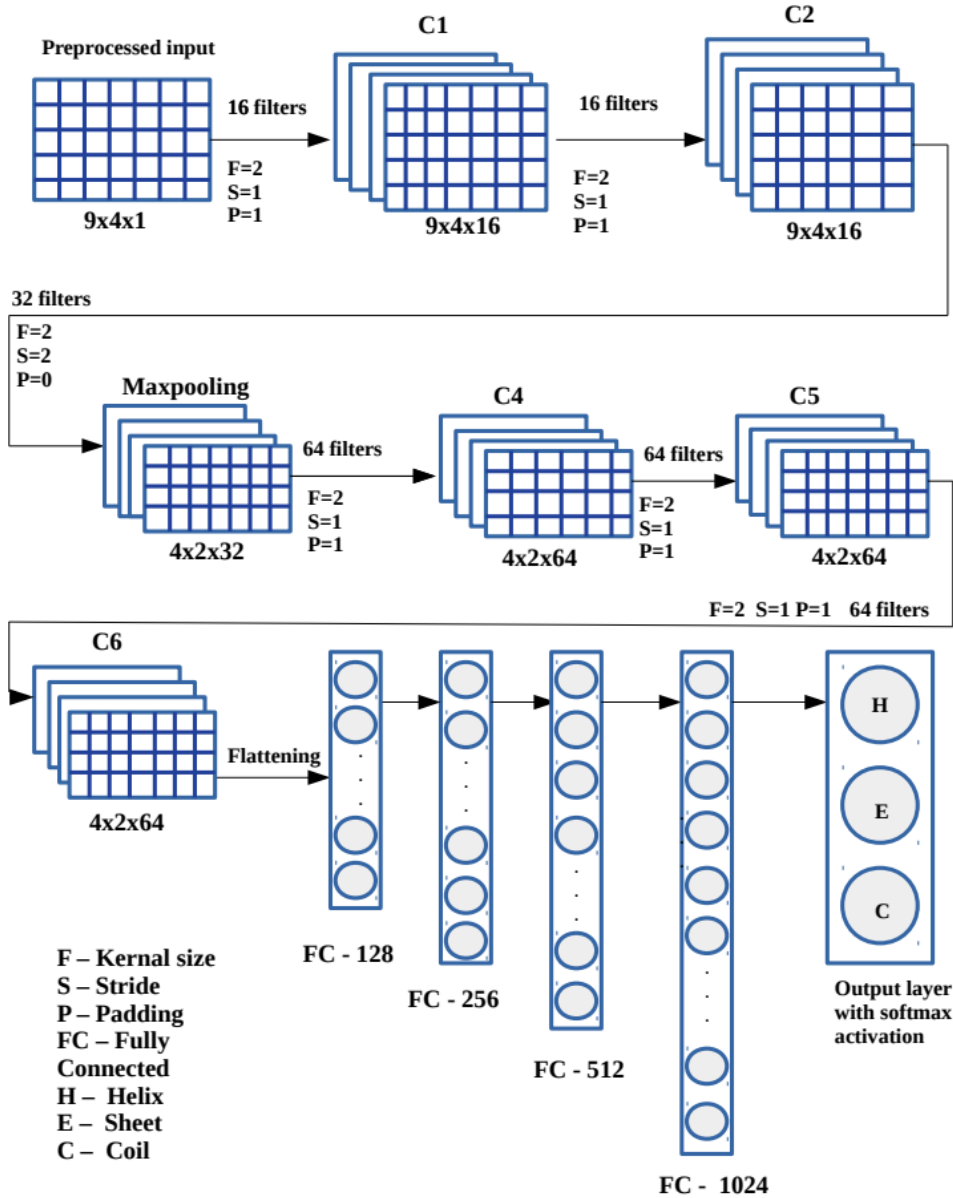 Preprocessed input
C1
C2
16 filters
F=2
S=1
P=1
16 filters
F=2
S=1
P=1
9x4x1
9x4x16
9x4x16
32 filters
F=2
S=2
P=0
Maxpooling
C4
C5
64 filters
F=2
S=1
P=1
64 filters
F=2
S=1
P=1
4x2x32
4x2x64
4x2x64
F=2 S=1 P=1 64 filters
C6
Flattening
4x2x64
H
E
C
FC - 128
FC - 256
FC - 512
FC - 1024
Output layer
with softmax
activation
F – Kernal size
S – Stride
P – Padding
FC – Fully
Connected
H – Helix
E – Sheet
C – Coil